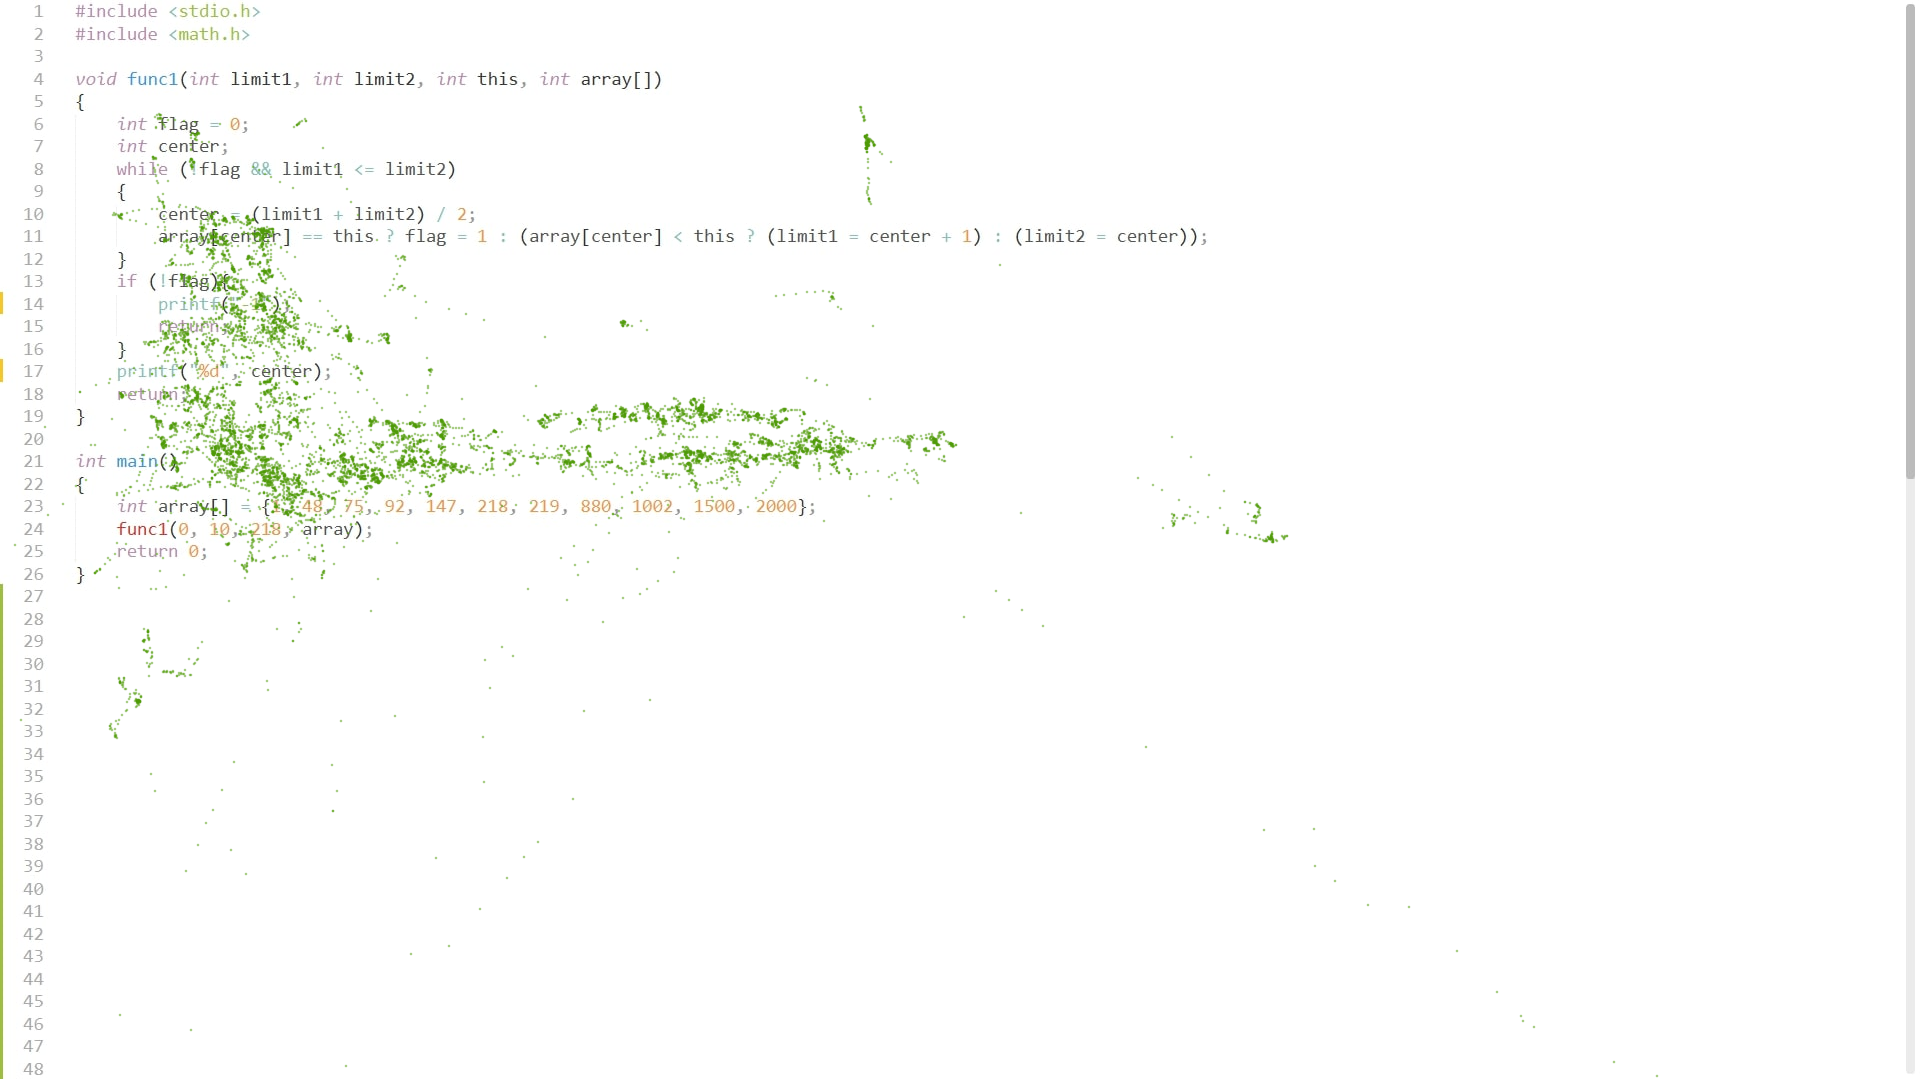 1 #include <stdio.h>
2 #include <math.h>
3
4 void func1(int limit1, int limit2, int this, int array[])
5 {
6 int flag = 0;
7 int center;
8 while (!flag && limit1 <= limit2)
9 {
10 center = (limit1 + limit2) / 2;
11 array[center] == this ? flag = 1 : (array[center] < this ? (limit1 = center + 1) : (limit2 = center));
12 }
13 if (!flag){
14 printf("-1");
15 return;
16 }
17 printf("%d", center);
18 return;
19 }
20
21 int main()
22 {
23 int array[] = { 48, 75, 92, 147, 218, 219, 880, 1002, 1500, 2000};
24 func1(0, 10, 218, array);
25 return 0;
26 }
27
28
29
30
31
32
33
34
35
36
37
38
39
40
41
42
43
44
45
46
47
48